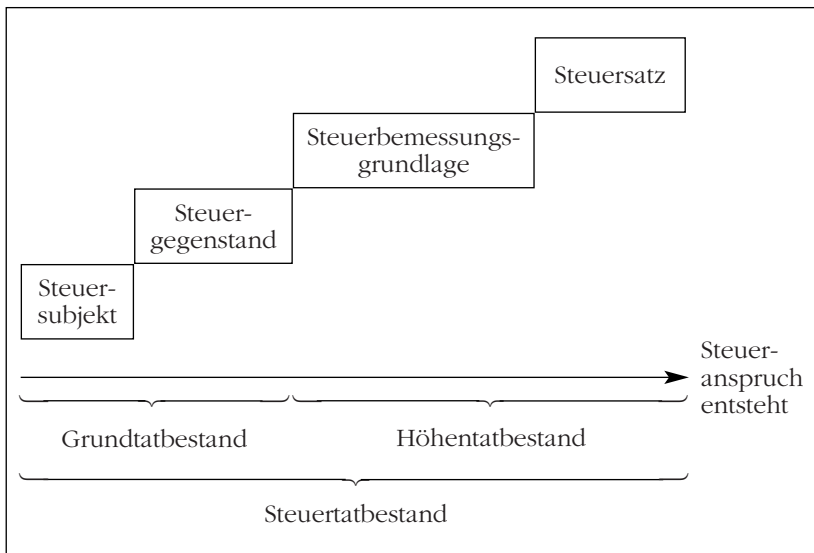 Steuersatz
Steuerbemessungs-
grundlage
Steuer-
gegenstand
Steuer-
subjekt
Steuer-
anspruch
entsteht
Grundtatbestand
Höhentatbestand
Steuertatbestand